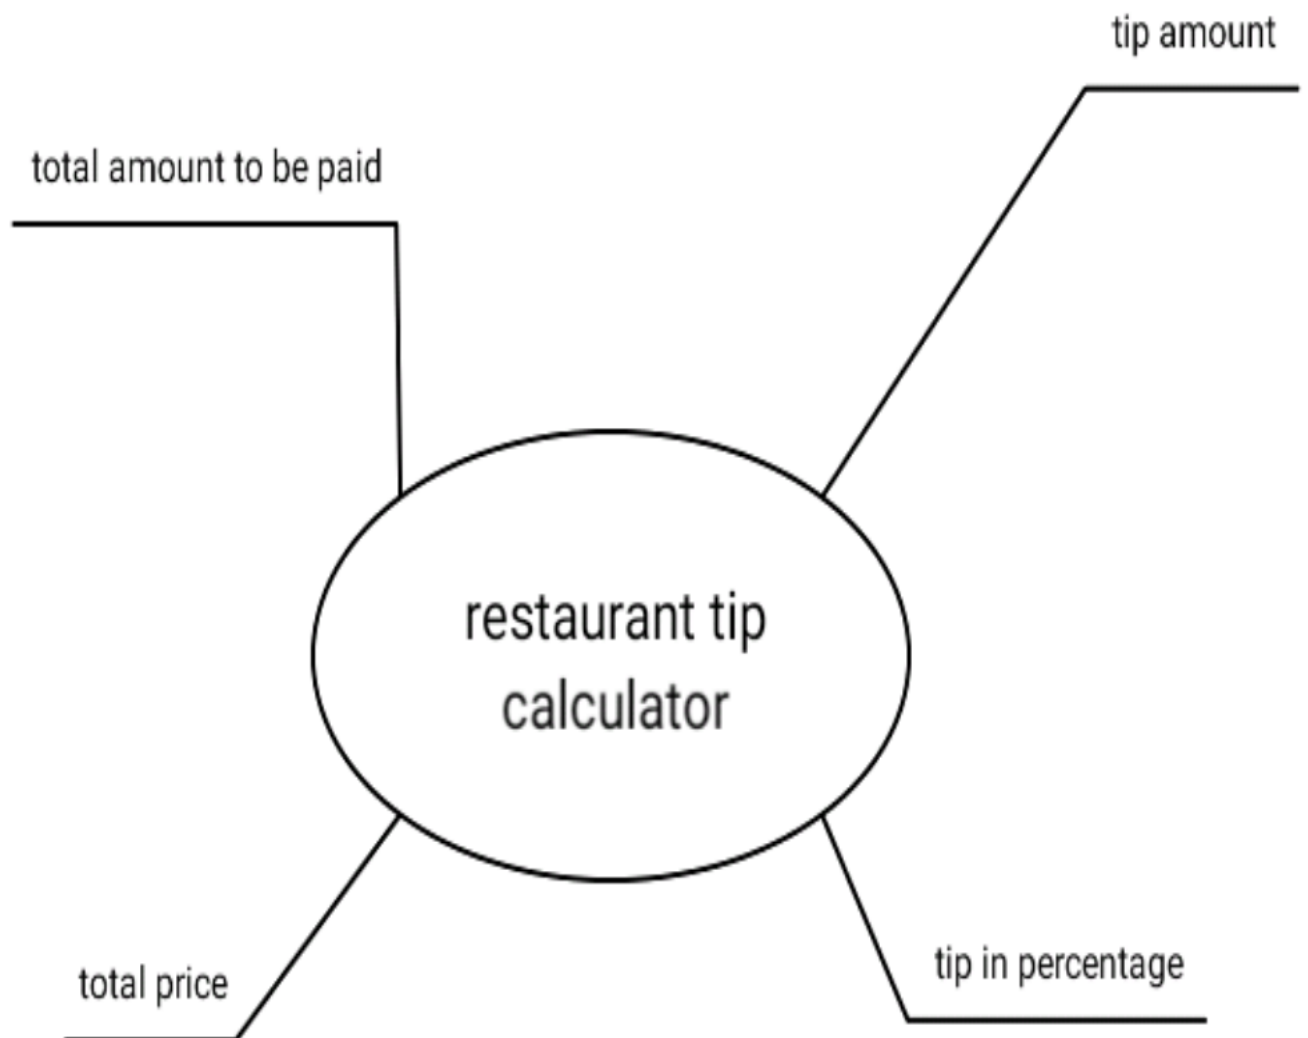 tip amount
total amount to be paid
restaurant tip
calculator
tip in percentage
total price